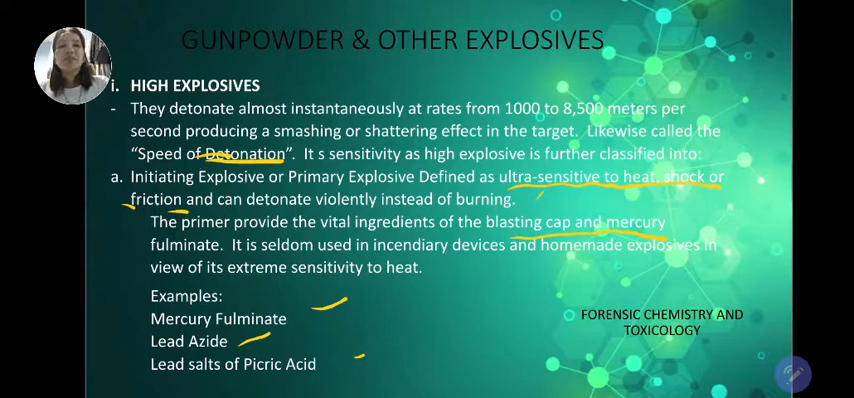 GUNPOWDER & OTHER EXPLOSIVES
i. HIGH EXPLOSIVES
- They detonate almost instantaneously at rates from 1000 to 8,500 meters per
second producing a smashing or shattering effect in the target. Likewise called the
"Speed of Detonation". It s sensitivity as high explosive is further classified into:
a. Initiating Explosive or Primary Explosive Defined as ultra-sensitive to heat, shock or
friction and can detonate violently instead of burning.
The primer provide the vital ingredients of the blasting cap and mercury
fulminate. It is seldom used in incendiary devices and homemade explosives in
view of its extreme sensitivity to heat.
Examples:
Mercury Fulminate
Lead Azide
Lead salts of Picric Acid
FORENSIC CHEMISTRY AND
TOXICOLOGY